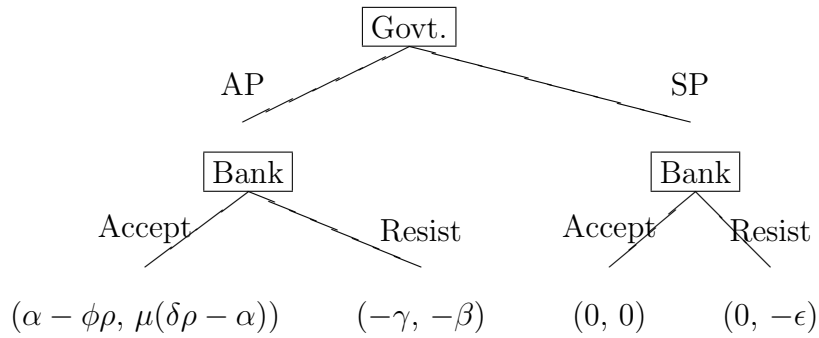 Govt.
AP SP
Bank Bank
Accept Resist Accept Resist
(α − ϕρ, μ(δρ − α)) (−γ, −β) (0, 0) (0, −ϵ)